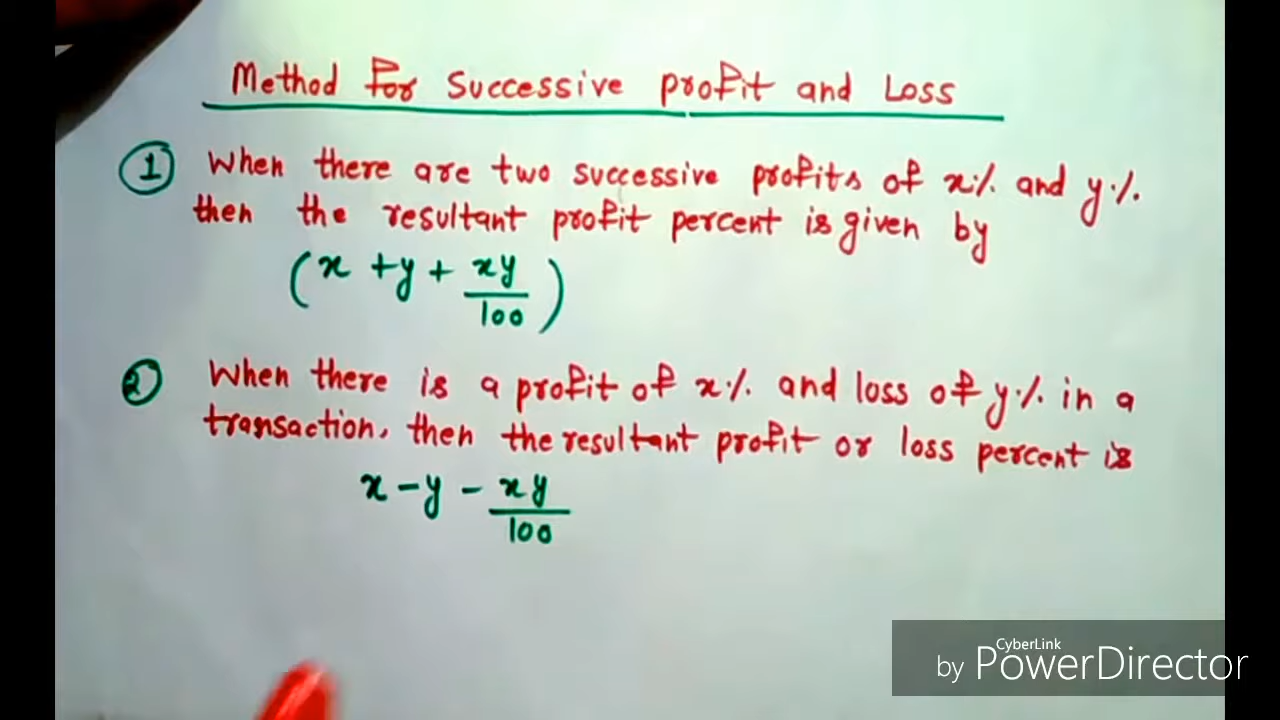 Method for Successive profit and Loss
① When there are two successive profits of x% and y%
then the resultant profit percent is given by
(x + y + xy/100)
② When there is a profit of x% and loss of y% in a
transaction, then the resultant profit or loss percent is
x - y - xy/100
CyberLink
by PowerDirector